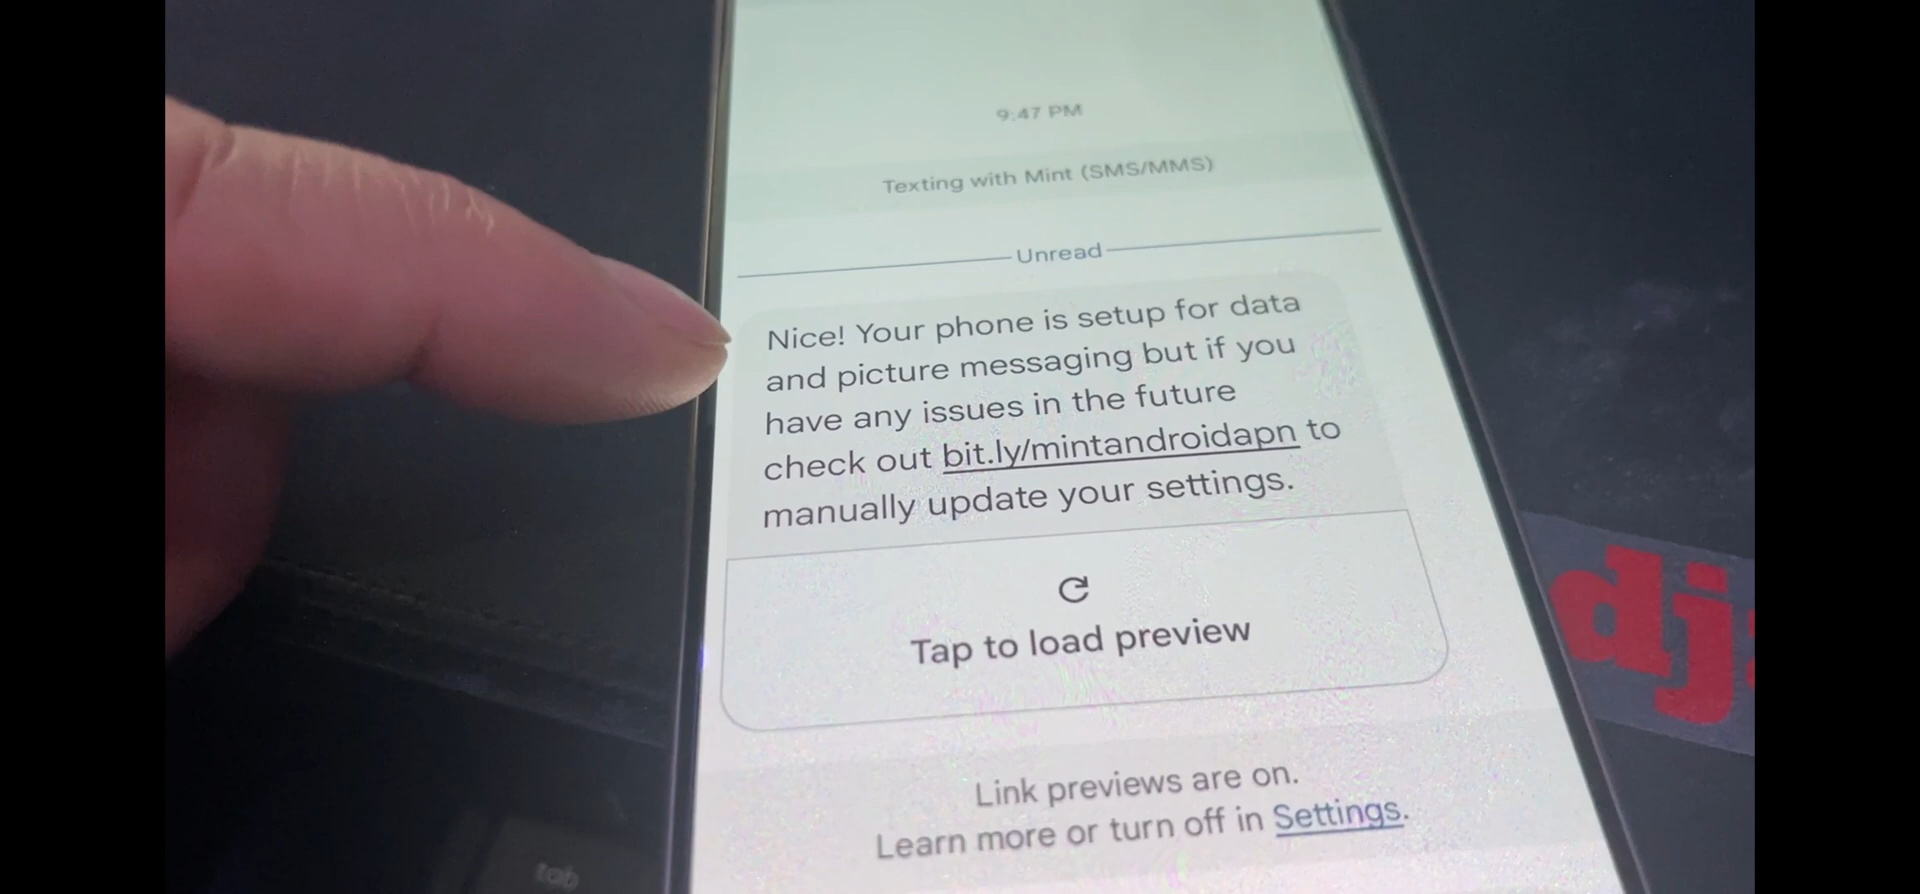 9:47 PM
Texting with Mint (SMS/MMS)
Unread
Nice! Your phone is setup for data
and picture messaging but if you
have any issues in the future
check out bit.ly/mintandroidapn to
manually update your settings.
Tap to load preview
Link previews are on.
Learn more or turn off in Settings.
dj
tab